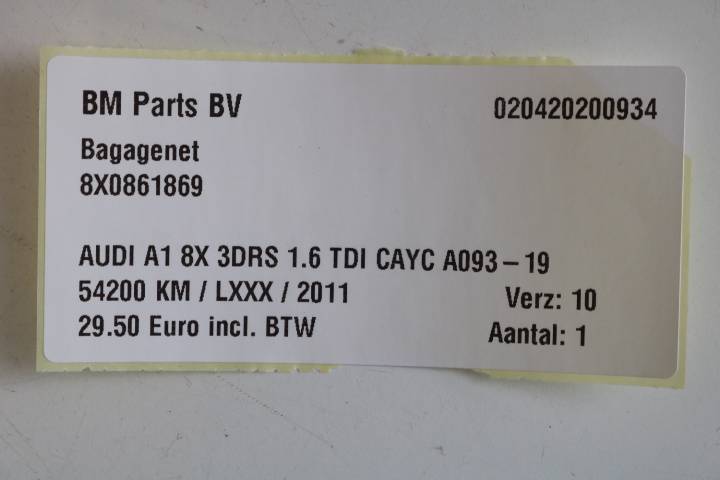 BM Parts BV 020420200934
Bagagenet
8X0861869
AUDI A1 8X 3DRS 1.6 TDI CAYC A093-19
54200 KM / LXXX / 2011 Verz: 10
29.50 Euro incl. BTW Aantal: 1